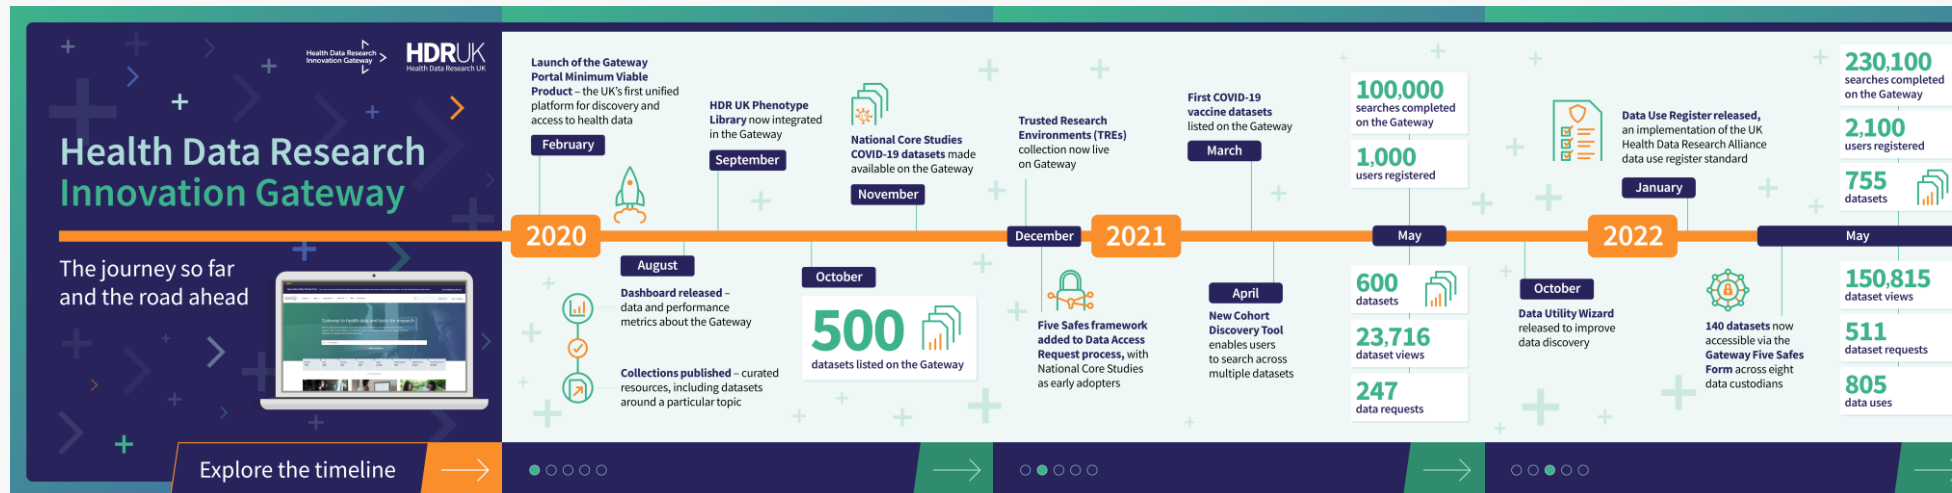 Health Data Research
Innovation Gateway
HDRUK
Health Data Research UK
Health Data Research
Innovation Gateway
The journey so far
and the road ahead
Explore the timeline
Launch of the Gateway
Portal Minimum Viable
Product – the UK's first unified
platform for discovery and
access to health data
February
2020
August
Dashboard released –
data and performance
metrics about the Gateway
Collections published – curated
resources, including datasets
around a particular topic
HDR UK Phenotype
Library now integrated
in the Gateway
September
October
500
datasets listed on the Gateway
National Core Studies
COVID-19 datasets made
available on the Gateway
November
Trusted Research
Environments (TREs)
collection now live
on Gateway
December
Five Safes framework
added to Data Access
Request process, with
National Core Studies
as early adopters
2021
First COVID-19
vaccine datasets
listed on the Gateway
March
April
New Cohort
Discovery Tool
enables users
to search across
multiple datasets
100,000
searches completed
on the Gateway
1,000
users registered
May
600
datasets
23,716
dataset views
247
data requests
October
Data Utility Wizard
released to improve
data discovery
2022
Data Use Register released,
an implementation of the UK
Health Data Research Alliance
data use register standard
January
140 datasets now
accessible via the
Gateway Five Safes
Form across eight
data custodians
230,100
searches completed
on the Gateway
2,100
users registered
755
datasets
May
150,815
dataset views
511
dataset requests
805
data uses